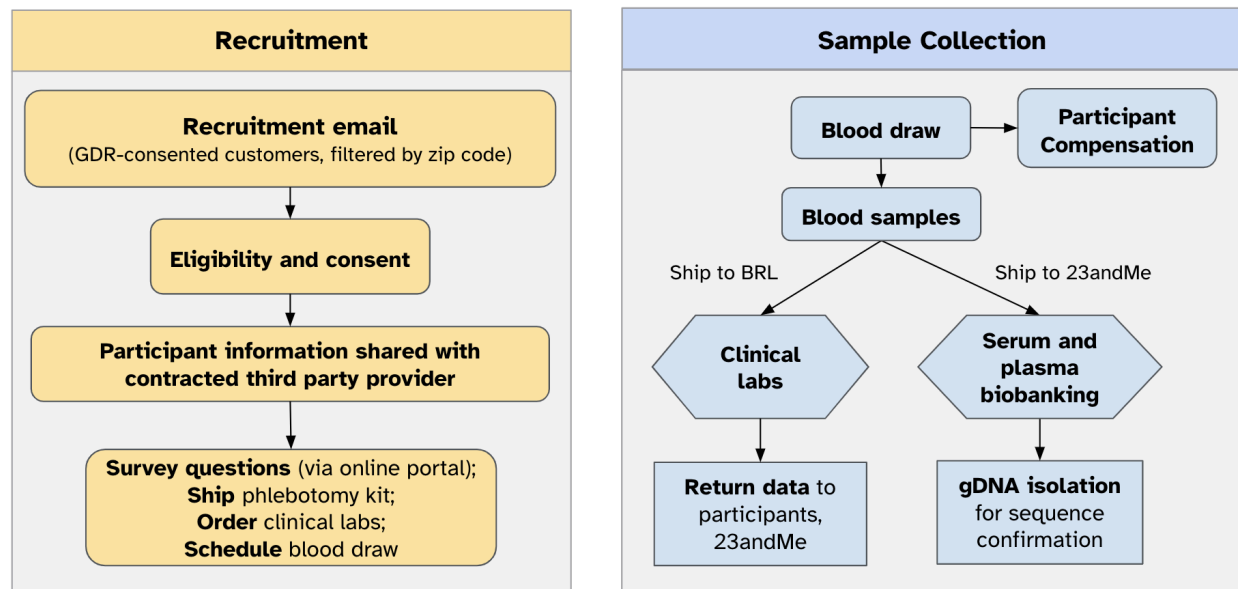 Recruitment
Recruitment email
(GDR-consented customers, filtered by zip code)
Eligibility and consent
Participant information shared with
contracted third party provider
Survey questions (via online portal);
Ship phlebotomy kit;
Order clinical labs;
Schedule blood draw
Sample Collection
Blood draw
Participant
Compensation
Blood samples
Ship to BRL
Ship to 23andMe
Clinical
labs
Serum and
plasma
biobanking
Return data to
participants,
23andMe
gDNA isolation
for sequence
confirmation